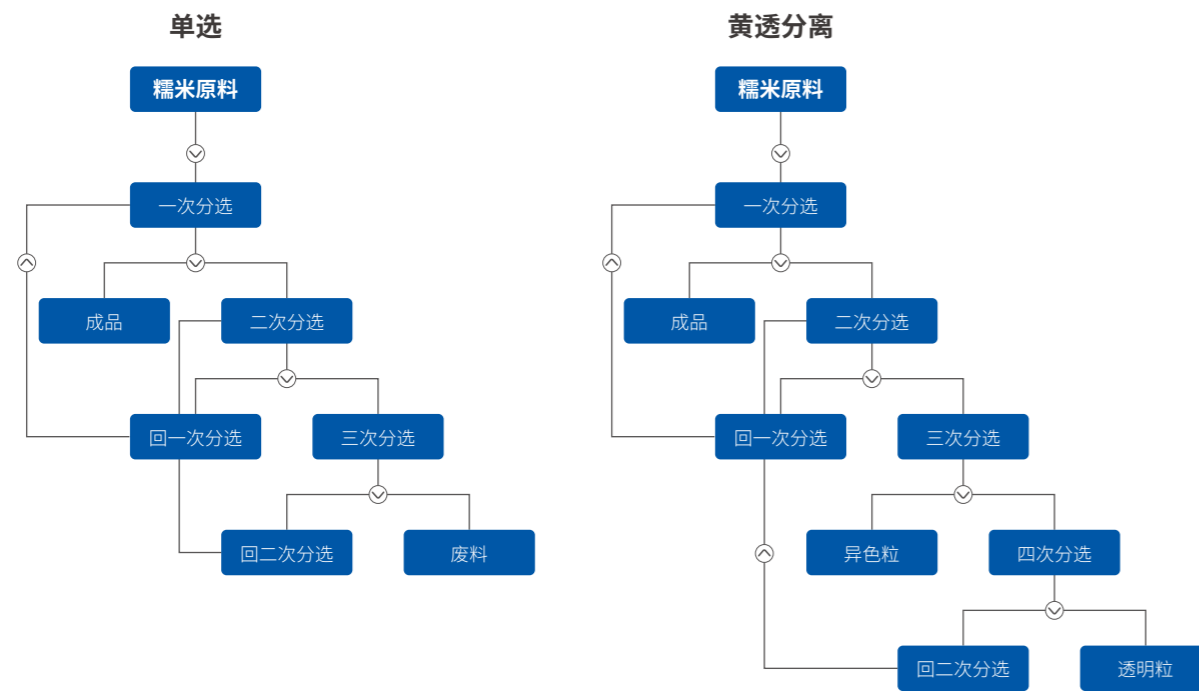 单选
糯米原料
一次分选
成品
二次分选
回一次分选
三次分选
回二次分选
废料
黄透分离
糯米原料
一次分选
成品
二次分选
回一次分选
三次分选
异色粒
四次分选
回二次分选
透明粒